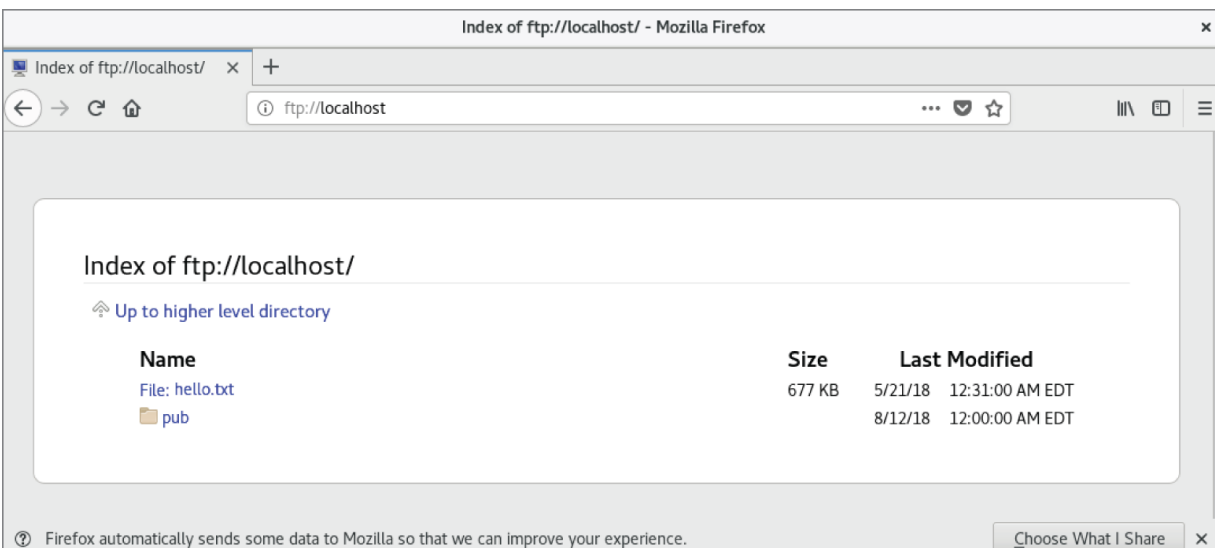 Index of ftp://localhost/ - Mozilla Firefox
Index of ftp://localhost/
ftp://localhost
Index of ftp://localhost/
Up to higher level directory
Name Size Last Modified
File: hello.txt 677 KB 5/21/18 12:31:00 AM EDT
pub 8/12/18 12:00:00 AM EDT
Firefox automatically sends some data to Mozilla so that we can improve your experience. Choose What I Share